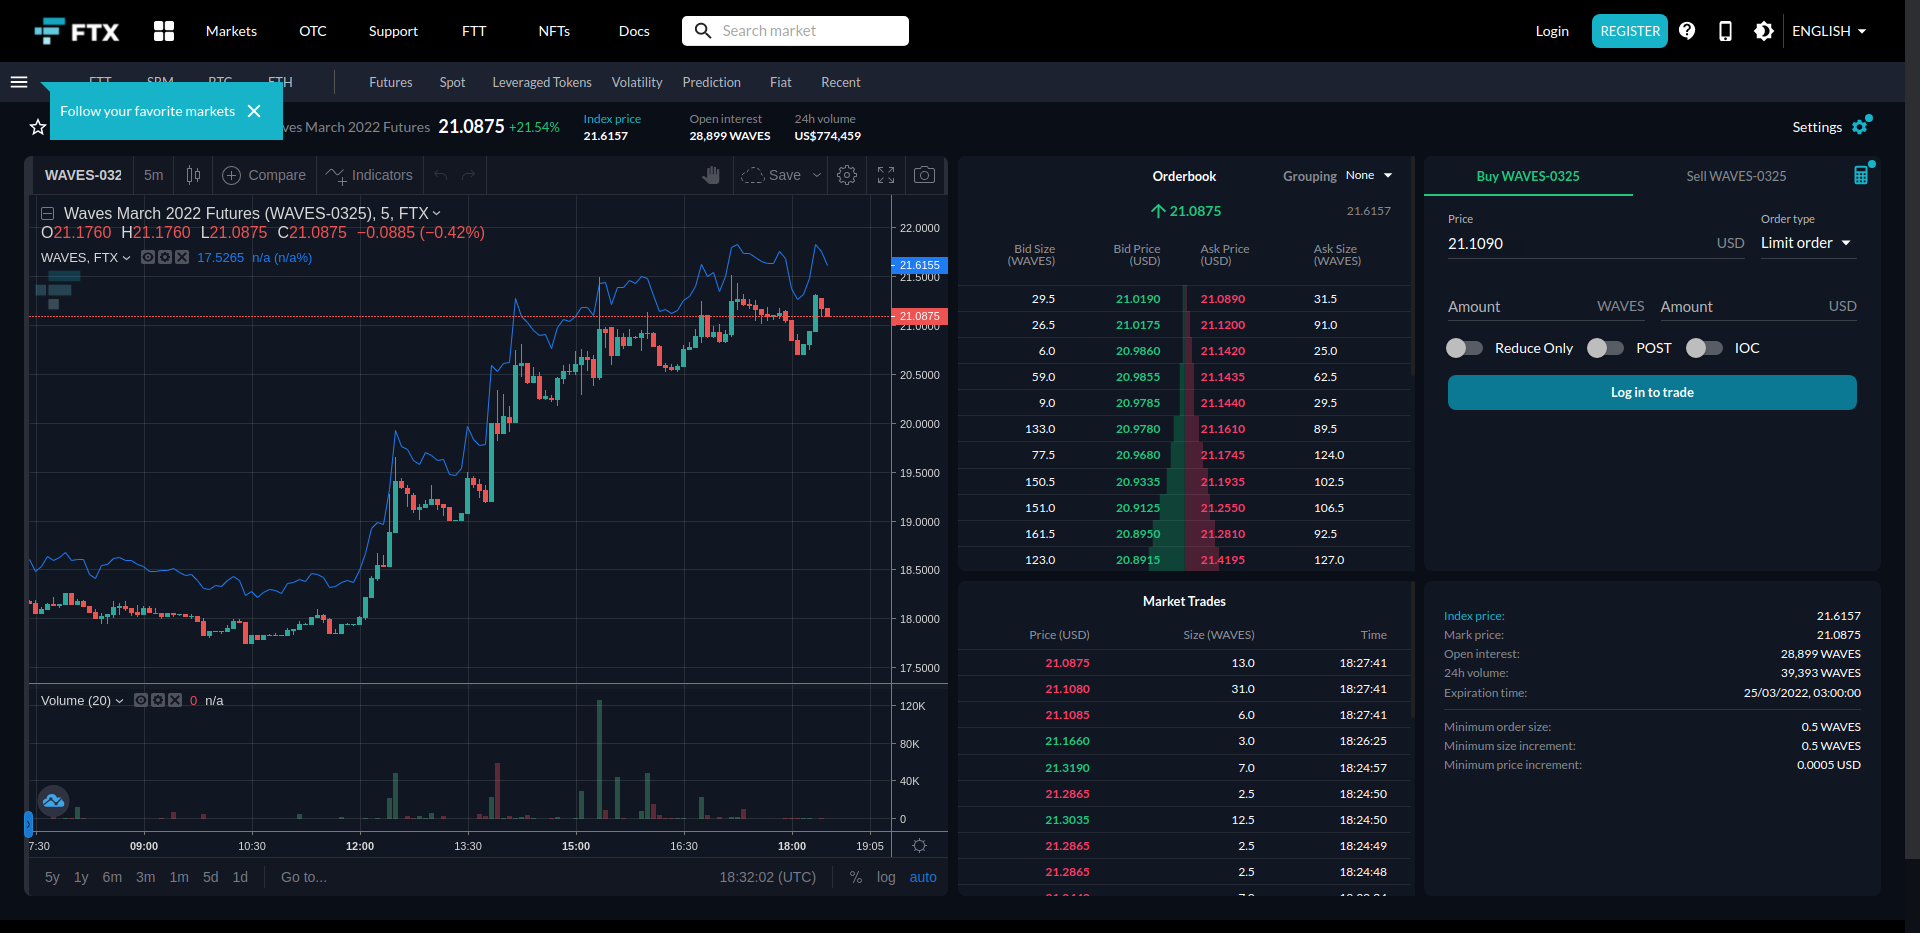 FTX
Markets OTC Support FTT NFTs Docs
Search market
Login REGISTER ENGLISH
FTT SRM BTC ETH
Futures Spot Leveraged Tokens Volatility Prediction Fiat Recent
Follow your favorite markets
March 2022 Futures 21.0875 +21.54%
Index price
21.6157
Open interest
28,899 WAVES
24h volume
US$774,459
Settings
WAVES-032 5m Compare Indicators Save
Waves March 2022 Futures (WAVES-0325), 5, FTX
O21.1760 H21.1760 L21.0875 C21.0875 −0.0885 (−0.42%)
WAVES, FTX 17.5265 n/a (n/a%)
22.0000
21.6155
21.5000
21.0875
21.0000
20.5000
20.0000
19.5000
19.0000
18.5000
18.0000
17.5000
Volume (20) 0 n/a
120K
80K
40K
0
7:30 09:00 10:30 12:00 13:30 15:00 16:30 18:00 19:05
5y 1y 6m 3m 1m 5d 1d Go to... 18:32:02 (UTC) % log auto
Orderbook Grouping None
21.0875 21.6157
Bid Size (WAVES) Bid Price (USD) Ask Price (USD) Ask Size (WAVES)
29.5 21.0190 21.0890 31.5
26.5 21.0175 21.1200 91.0
6.0 20.9860 21.1420 25.0
59.0 20.9855 21.1435 62.5
9.0 20.9785 21.1440 29.5
133.0 20.9780 21.1610 89.5
77.5 20.9680 21.1745 124.0
150.5 20.9335 21.1935 102.5
151.0 20.9125 21.2550 106.5
161.5 20.8950 21.2810 92.5
123.0 20.8915 21.4195 127.0
Market Trades
Price (USD) Size (WAVES) Time
21.0875 13.0 18:27:41
21.1080 31.0 18:27:41
21.1085 6.0 18:27:41
21.1660 3.0 18:26:25
21.3190 7.0 18:24:57
21.2865 2.5 18:24:50
21.3035 12.5 18:24:50
21.2865 2.5 18:24:49
21.2865 2.5 18:24:48
Buy WAVES-0325 Sell WAVES-0325
Price Order type
21.1090 USD Limit order
Amount WAVES Amount USD
Reduce Only POST IOC
Log in to trade
Index price: 21.6157
Mark price: 21.0875
Open interest: 28,899 WAVES
24h volume: 39,393 WAVES
Expiration time: 25/03/2022, 03:00:00
Minimum order size: 0.5 WAVES
Minimum size increment: 0.5 WAVES
Minimum price increment: 0.0005 USD